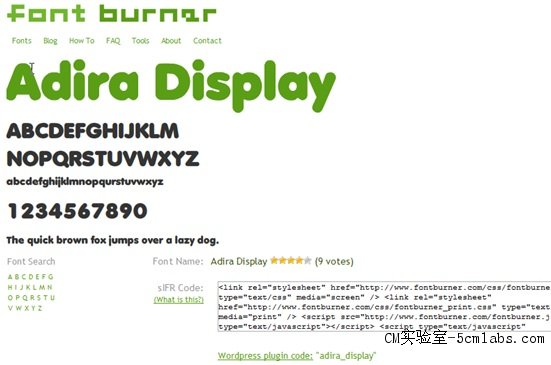 font burner
Fonts Blog How To FAQ Tools About Contact
Adira Display
ABCDEFGHIJKLM
NOPQRSTUVWXYZ
abcdefghijklmnopqurstuvwxyz
1234567890
The quick brown fox jumps over a lazy dog.
Font Search
A B C D E F G
H I J K L M N
O P Q R S T U
V W X Y Z
Font Name: Adira Display (9 votes)
sIFR Code:
(What is this?)
<link rel="stylesheet" href="http://www.fontburner.com/css/fontburne
type="text/css" media="screen" /> <link rel="stylesheet"
href="http://www.fontburner.com/css/fontburner_print.css" type="text
media="print" /> <script src="http://www.fontburner.com/fontburner.j
type="text/javascript"></script> <script type="text/javascript"
CM实验室-5cmlabs.com
Wordpress plugin code: "adira_display"